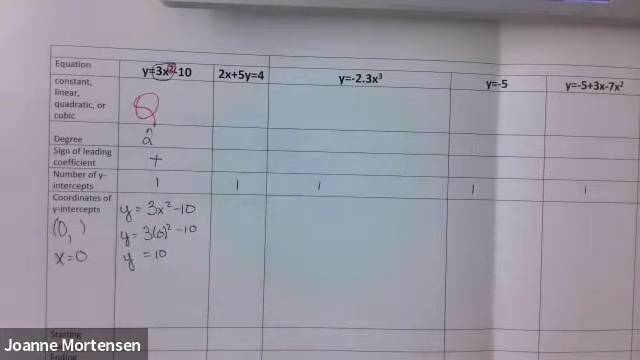 Equation y=3x²-10 2x+5y=4 y=-2.3x³ y=-5 y=-5+3x-7x²
constant,
linear,
quadratic, or
cubic
Q
Degree
Sign of leading
coefficient +
Number of y-
intercepts 1 1 1 1 1
Coordinates of
y-intercepts
(0, )
x=0
y = 3x²-10
y = 3(0)²-10
y = 10
Starting
Ending
Joanne Mortensen